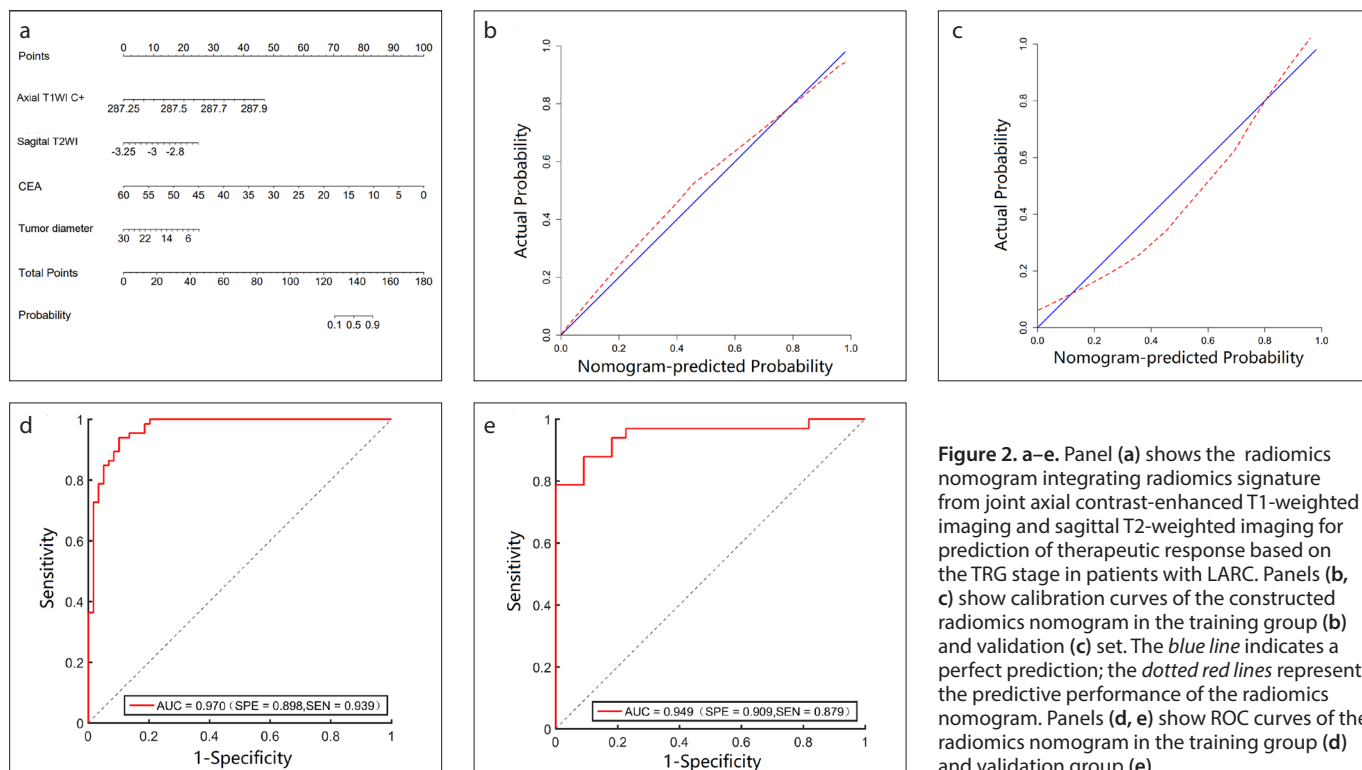 a
Points
0 10 20 30 40 50 60 70 80 90 100
Axial T1WI C+
287.25 287.5 287.7 287.9
Sagital T2WI
-3.25 -3 -2.8
CEA
60 55 50 45 40 35 30 25 20 15 10 5 0
Tumor diameter
30 22 14 6
Total Points
0 20 40 60 80 100 120 140 160 180
Probability
0.1 0.5 0.9
b
Actual Probability
1.0
0.8
0.6
0.4
0.2
0.0
0.0 0.2 0.4 0.6 0.8 1.0
Nomogram-predicted Probability
c
Actual Probability
1.0
0.8
0.6
0.4
0.2
0.0
0.0 0.2 0.4 0.6 0.8 1.0
Nomogram-predicted Probability
d
Sensitivity
1
0.8
0.6
0.4
0.2
0
AUC = 0.970（SPE = 0.898,SEN = 0.939）
0 0.2 0.4 0.6 0.8 1
1-Specificity
e
Sensitivity
1
0.8
0.6
0.4
0.2
0
AUC = 0.949（SPE = 0.909,SEN = 0.879）
0 0.2 0.4 0.6 0.8 1
1-Specificity
Figure 2. a–e. Panel (a) shows the radiomics
nomogram integrating radiomics signature
from joint axial contrast-enhanced T1-weighted
imaging and sagittal T2-weighted imaging for
prediction of therapeutic response based on
the TRG stage in patients with LARC. Panels (b,
c) show calibration curves of the constructed
radiomics nomogram in the training group (b)
and validation (c) set. The blue line indicates a
perfect prediction; the dotted red lines represent
the predictive performance of the radiomics
nomogram. Panels (d, e) show ROC curves of the
radiomics nomogram in the training group (d)
and validation group (e).